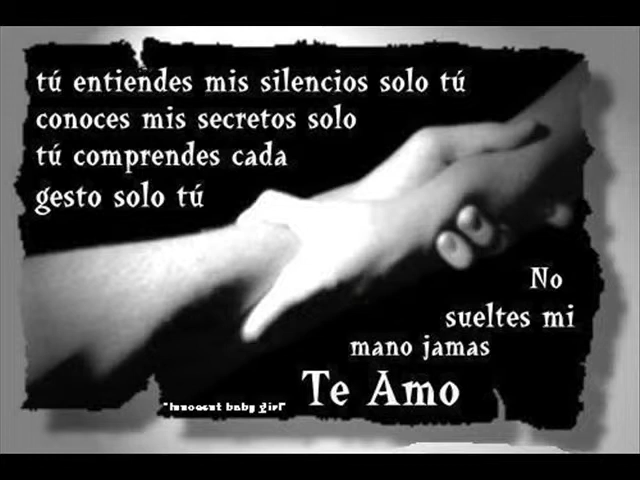 tú entiendes mis silencios solo tú
conoces mis secretos solo
tú comprendes cada
gesto solo tú
No
sueltes mi
mano jamas
Te Amo
"Innocent baby girl"